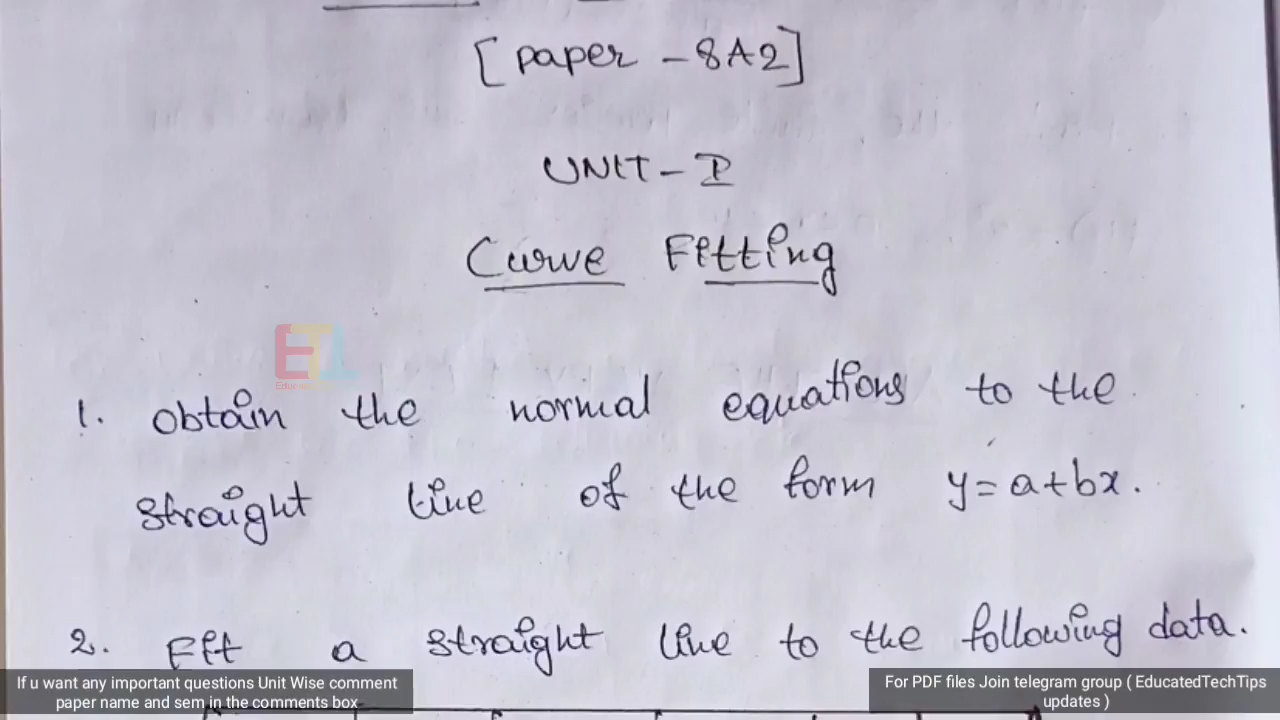 [paper - 8A2]
UNIT - I
Curve Fitting
1. Obtain the normal equations to the
straight line of the form y = a+bx.
2. Fit a straight line to the following data.
If u want any important questions Unit Wise comment
paper name and sem in the comments box
For PDF files Join telegram group ( EducatedTechTips
updates )